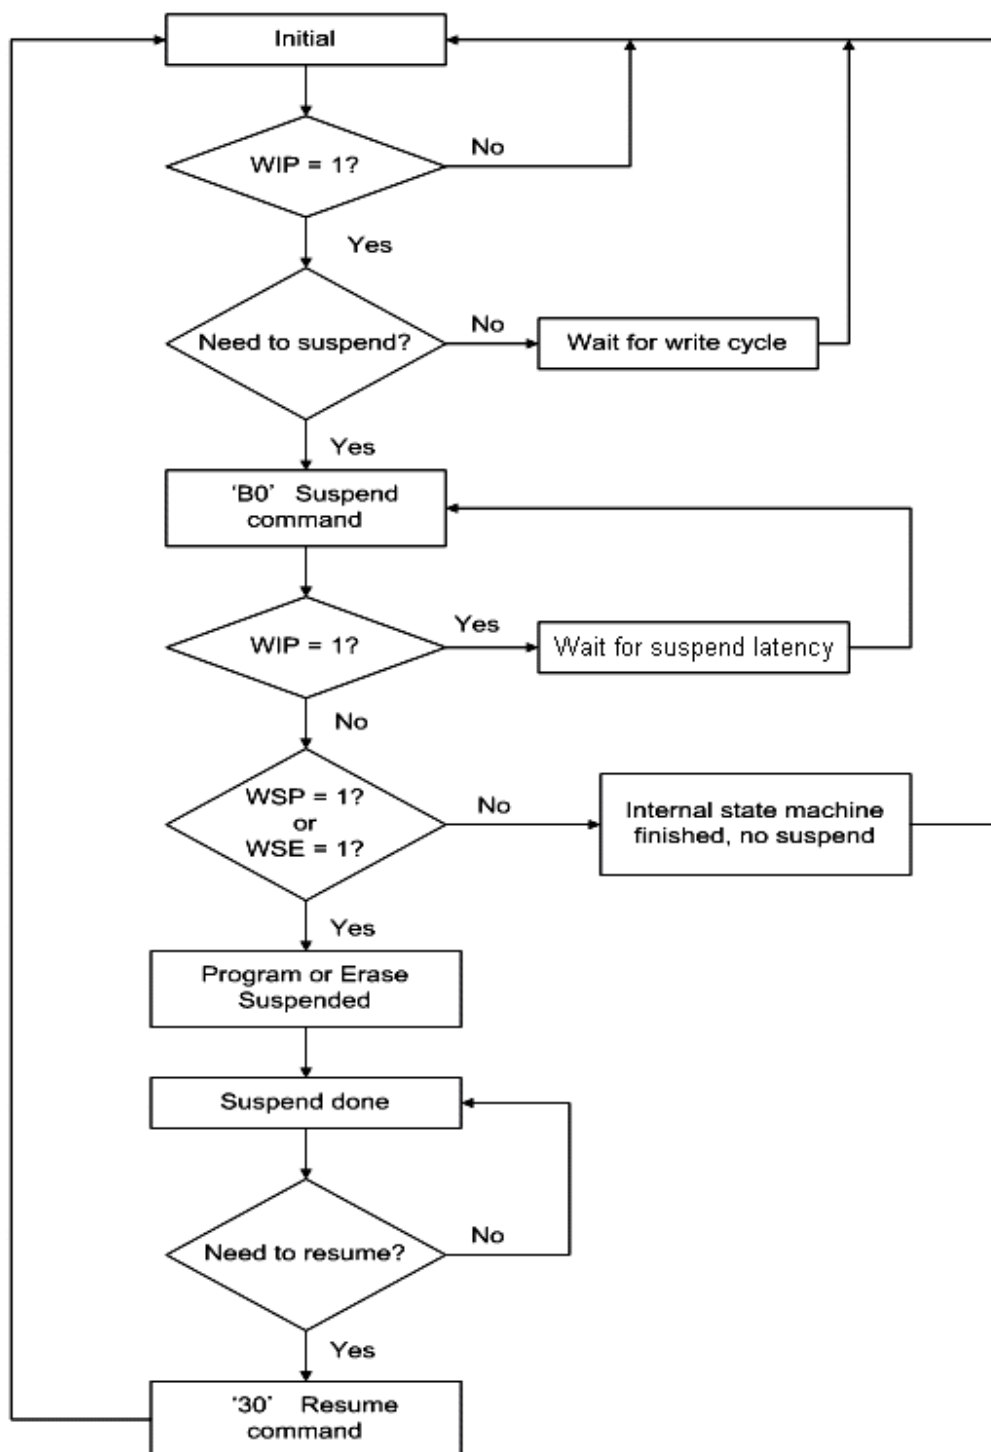 Initial
WIP = 1?
No
Yes
Need to suspend?
No
Wait for write cycle
Yes
‘B0’ Suspend
command
WIP = 1?
Yes
Wait for suspend latency
No
WSP = 1?
or
WSE = 1?
No
Internal state machine
finished, no suspend
Yes
Program or Erase
Suspended
Suspend done
Need to resume?
No
Yes
‘30’ Resume
command